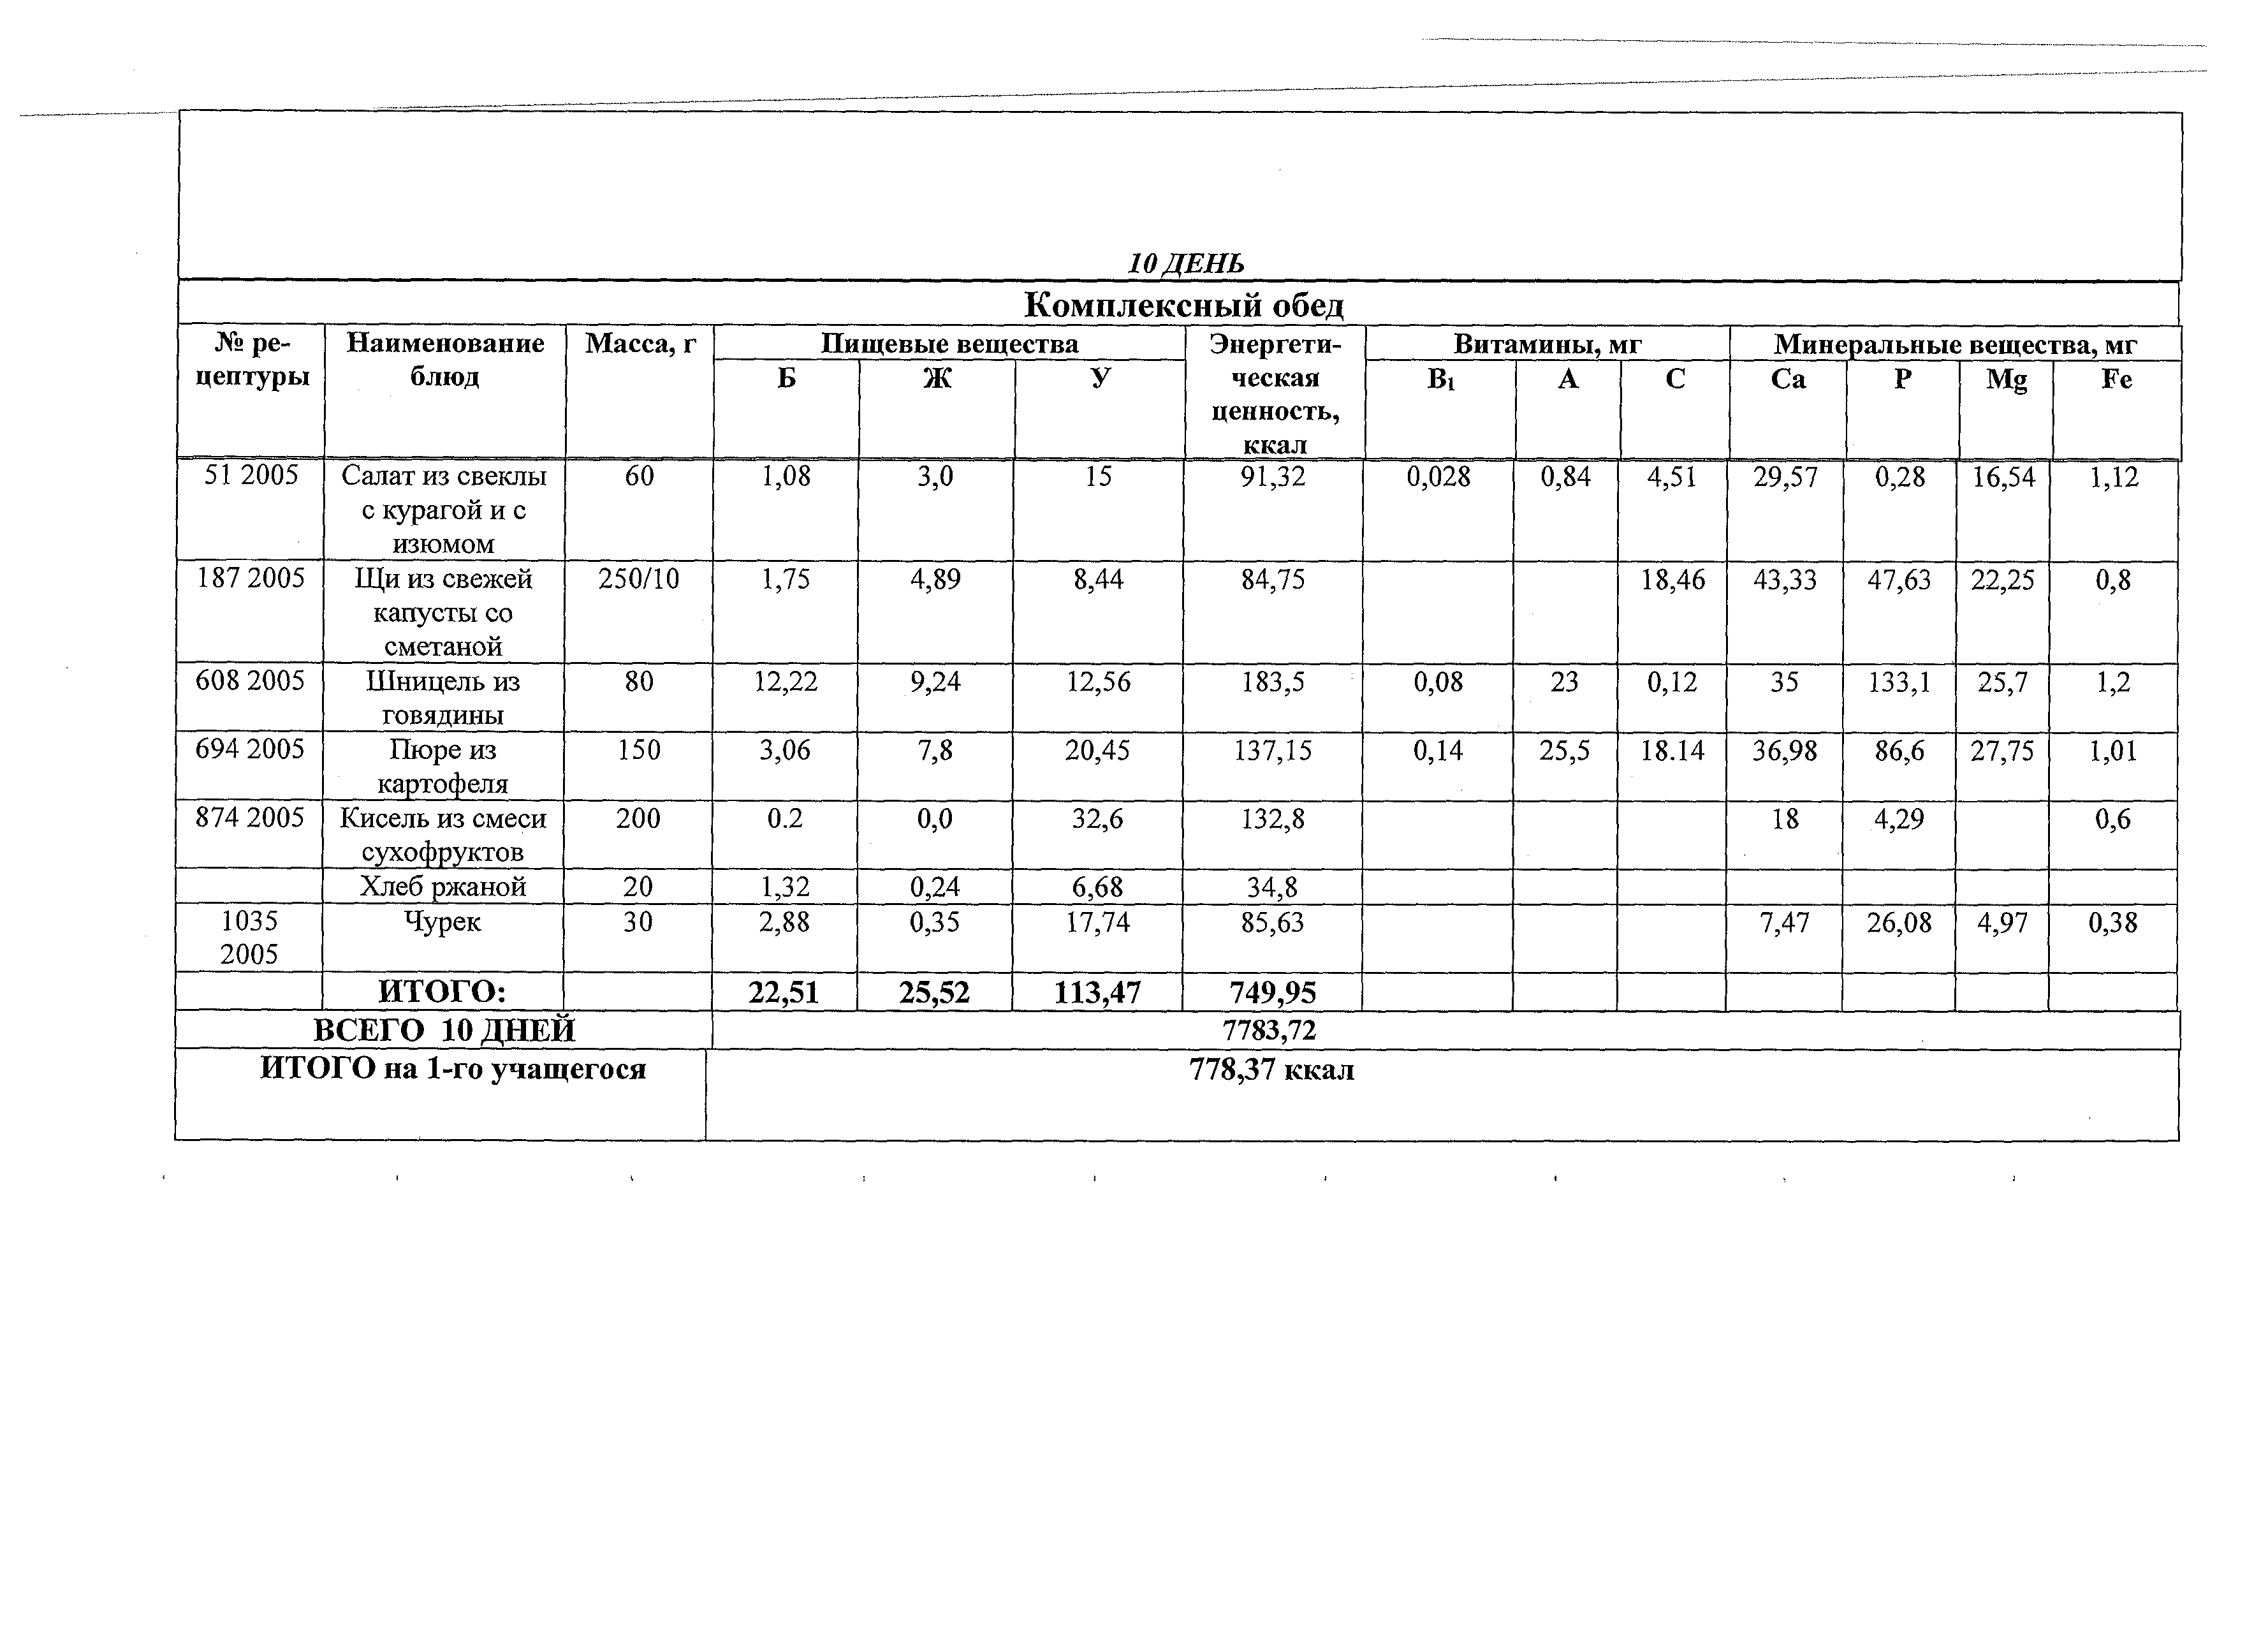 10 ДЕНЬ
Комплексный обед
№ ре- Наименование Масса, г Пищевые вещества Энергети- Витамины, мг Минеральные вещества, мг
цептуры блюд Б Ж У ческая В1 А С Ca P Mg Fe
ценность,
ккал
51 2005 Салат из свеклы 60 1,08 3,0 15 91,32 0,028 0,84 4,51 29,57 0,28 16,54 1,12
с курагой и с
изюмом
187 2005 Щи из свежей 250/10 1,75 4,89 8,44 84,75 18,46 43,33 47,63 22,25 0,8
капусты со
сметаной
608 2005 Шницель из 80 12,22 9,24 12,56 183,5 0,08 23 0,12 35 133,1 25,7 1,2
говядины
694 2005 Пюре из 150 3,06 7,8 20,45 137,15 0,14 25,5 18.14 36,98 86,6 27,75 1,01
картофеля
874 2005 Кисель из смеси 200 0.2 0,0 32,6 132,8 18 4,29 0,6
сухофруктов
Хлеб ржаной 20 1,32 0,24 6,68 34,8
1035 Чурек 30 2,88 0,35 17,74 85,63 7,47 26,08 4,97 0,38
2005
ИТОГО: 22,51 25,52 113,47 749,95
ВСЕГО 10 ДНЕЙ 7783,72
ИТОГО на 1-го учащегося 778,37 ккал